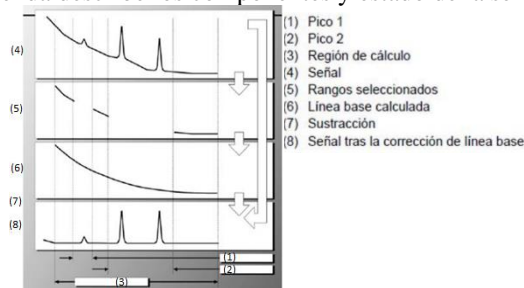 (1) Pico 1
(2) Pico 2
(3) Región de cálculo
(4) Señal
(5) Rangos seleccionados
(6) Línea base calculada
(7) Sustracción
(8) Señal tras la corrección de línea base
(4)
(5)
(6)
(7)
(8)
(1)
(2)
(3)